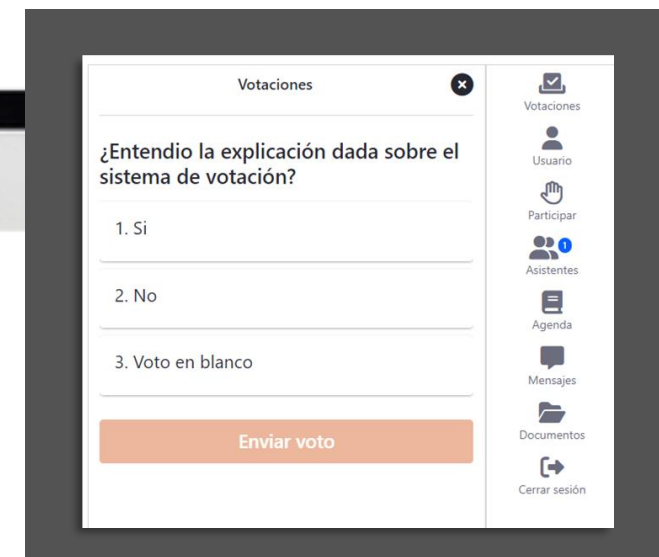 Votaciones
¿Entendio la explicación dada sobre el
sistema de votación?
1. Si
2. No
3. Voto en blanco
Enviar voto
Votaciones
Usuario
Participar
1
Asistentes
Agenda
Mensajes
Documentos
Cerrar sesión